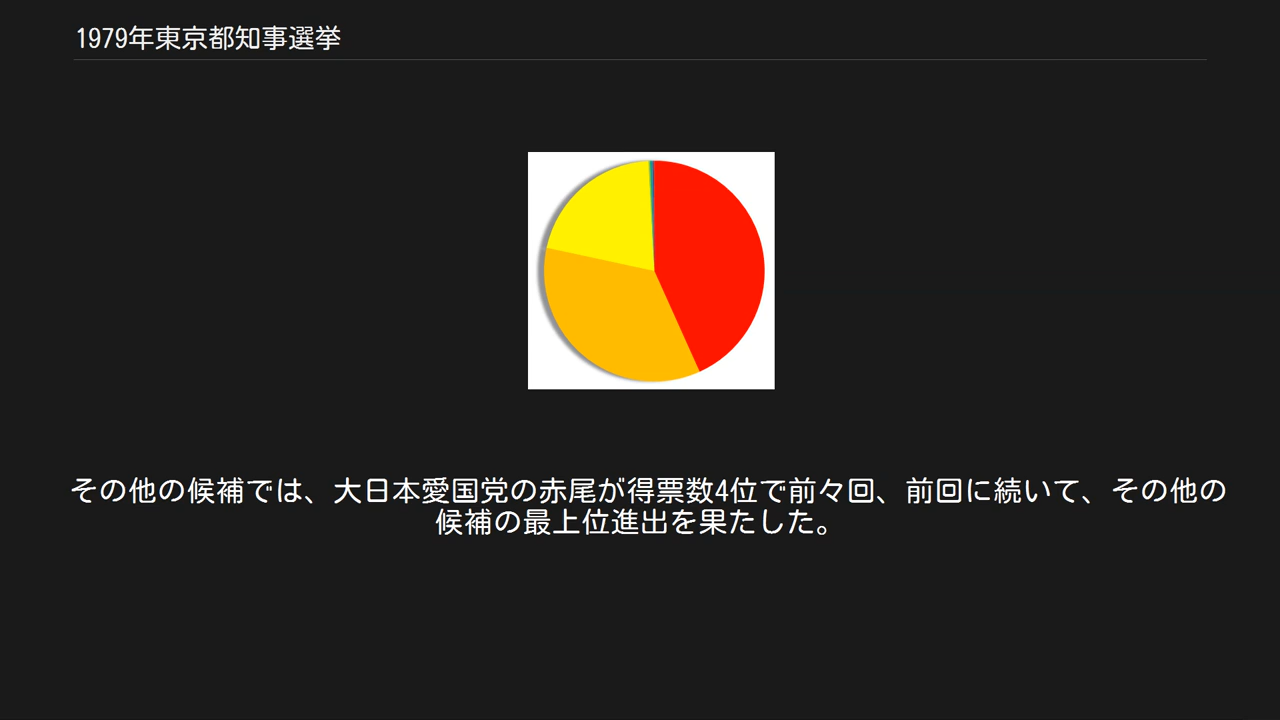 1979年東京都知事選挙
その他の候補では、大日本愛国党の赤尾が得票数4位で前々回、前回に続いて、その他の
候補の最上位進出を果たした。